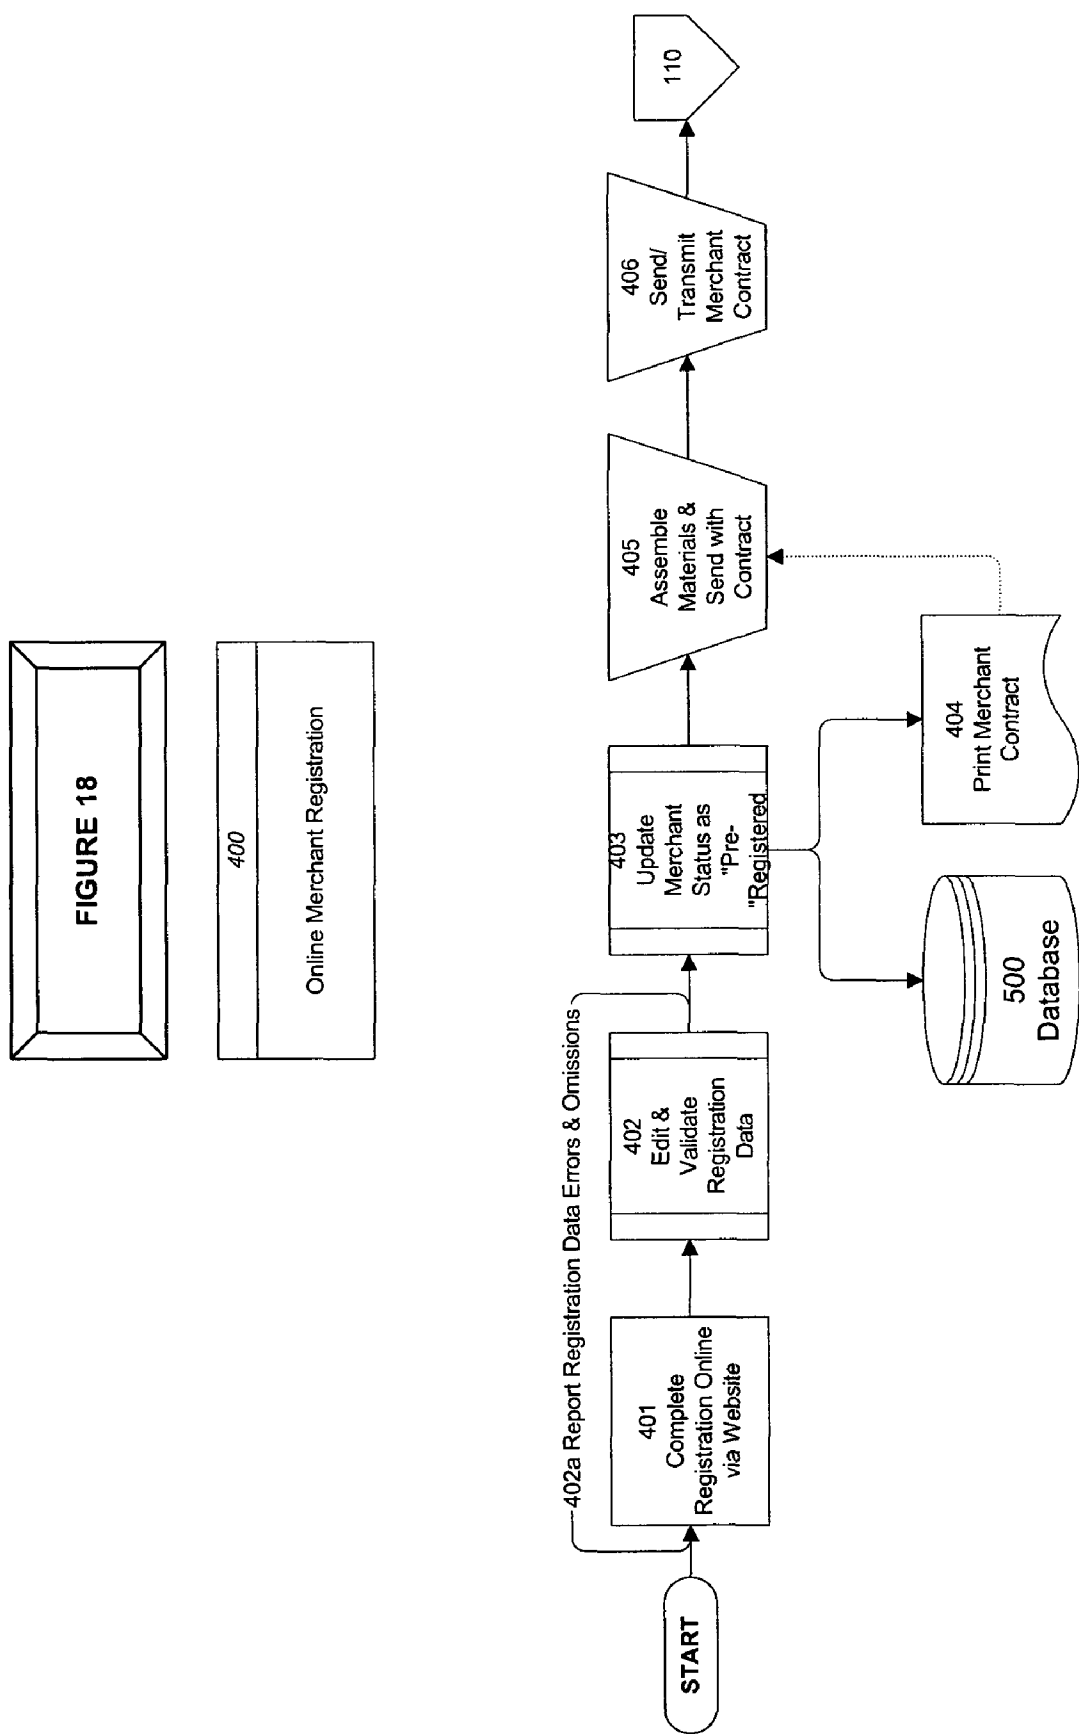 FIGURE 18
400
Online Merchant Registration
402a Report Registration Data Errors & Omissions
START
401
Complete
Registration Online
via Website
402
Edit &
Validate
Registration
Data
403
Update
Merchant
Status as
"Pre-
"Registered
405
Assemble
Materials &
Send with
Contract
406
Send/
Transmit
Merchant
Contract
110
500
Database
404
Print Merchant
Contract